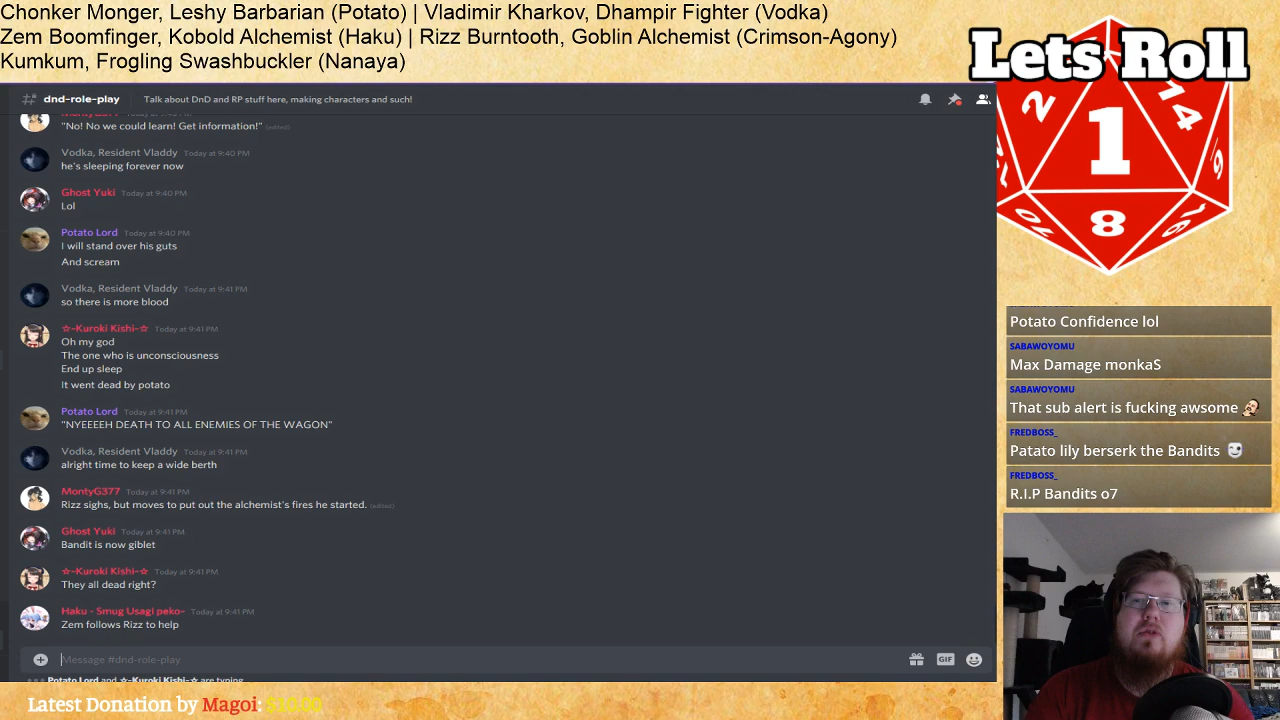 Chonker Monger, Leshy Barbarian (Potato) | Vladimir Kharkov, Dhampir Fighter (Vodka)
Zem Boomfinger, Kobold Alchemist (Haku) | Rizz Burntooth, Goblin Alchemist (Crimson-Agony)
Kumkum, Frogling Swashbuckler (Nanaya)
Lets Roll
1
2
14
9
8
20
16
dnd-role-play Talk about DnD and RP stuff here, making characters and such!
"No! No we could learn! Get information!" (edited)
Vodka, Resident Vladdy Today at 9:40 PM
he's sleeping forever now
Ghost Yuki Today at 9:40 PM
Lol
Potato Lord Today at 9:40 PM
I will stand over his guts
And scream
Vodka, Resident Vladdy Today at 9:41 PM
so there is more blood
☆~Kuroki Kishi~☆ Today at 9:41 PM
Oh my god
The one who is unconsciousness
End up sleep
It went dead by potato
Potato Lord Today at 9:41 PM
"NYEEEEH DEATH TO ALL ENEMIES OF THE WAGON"
Vodka, Resident Vladdy Today at 9:41 PM
alright time to keep a wide berth
MontyG377 Today at 9:41 PM
Rizz sighs, but moves to put out the alchemist's fires he started. (edited)
Ghost Yuki Today at 9:41 PM
Bandit is now giblet
☆~Kuroki Kishi~☆ Today at 9:41 PM
They all dead right?
Haku - Smug Usagi peko~ Today at 9:41 PM
Zem follows Rizz to help
Message #dnd-role-play
GIF
Potato Lord and ☆~Kuroki Kishi~☆ are typing
Potato Confidence lol
SABAWOYOMU
Max Damage monkaS
SABAWOYOMU
That sub alert is fucking awsome
FREDBOSS_
Patato lily berserk the Bandits
FREDBOSS_
R.I.P Bandits o7
Latest Donation by Magoi: